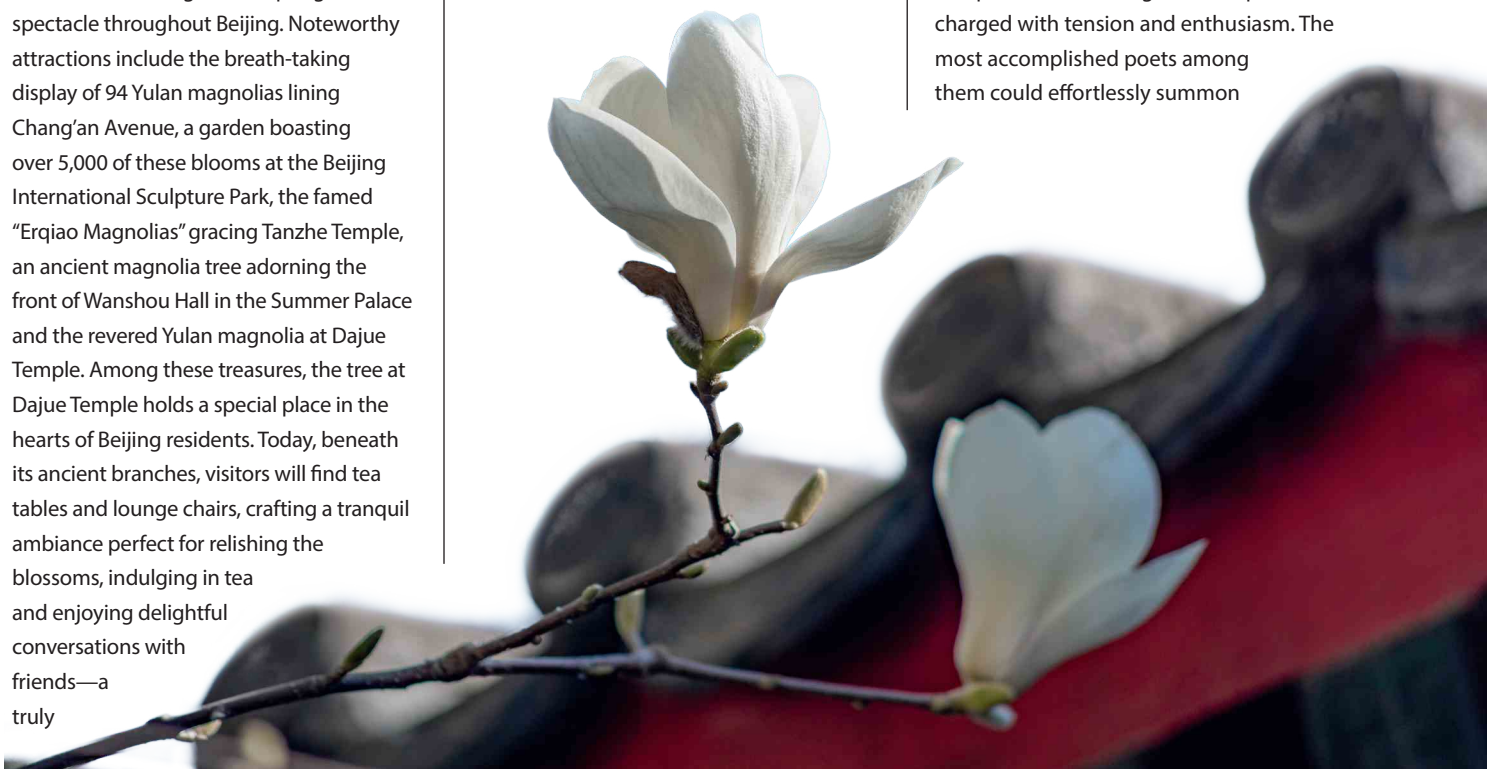 spectacle throughout Beijing. Noteworthy
attractions include the breath-taking
display of 94 Yulan magnolias lining
Chang’an Avenue, a garden boasting
over 5,000 of these blooms at the Beijing
International Sculpture Park, the famed
“Erqiao Magnolias” gracing Tanzhe Temple,
an ancient magnolia tree adorning the
front of Wanshou Hall in the Summer Palace
and the revered Yulan magnolia at Dajue
Temple. Among these treasures, the tree at
Dajue Temple holds a special place in the
hearts of Beijing residents. Today, beneath
its ancient branches, visitors will find tea
tables and lounge chairs, crafting a tranquil
ambiance perfect for relishing the
blossoms, indulging in tea
and enjoying delightful
conversations with
friends—a
truly
charged with tension and enthusiasm. The
most accomplished poets among
them could effortlessly summon